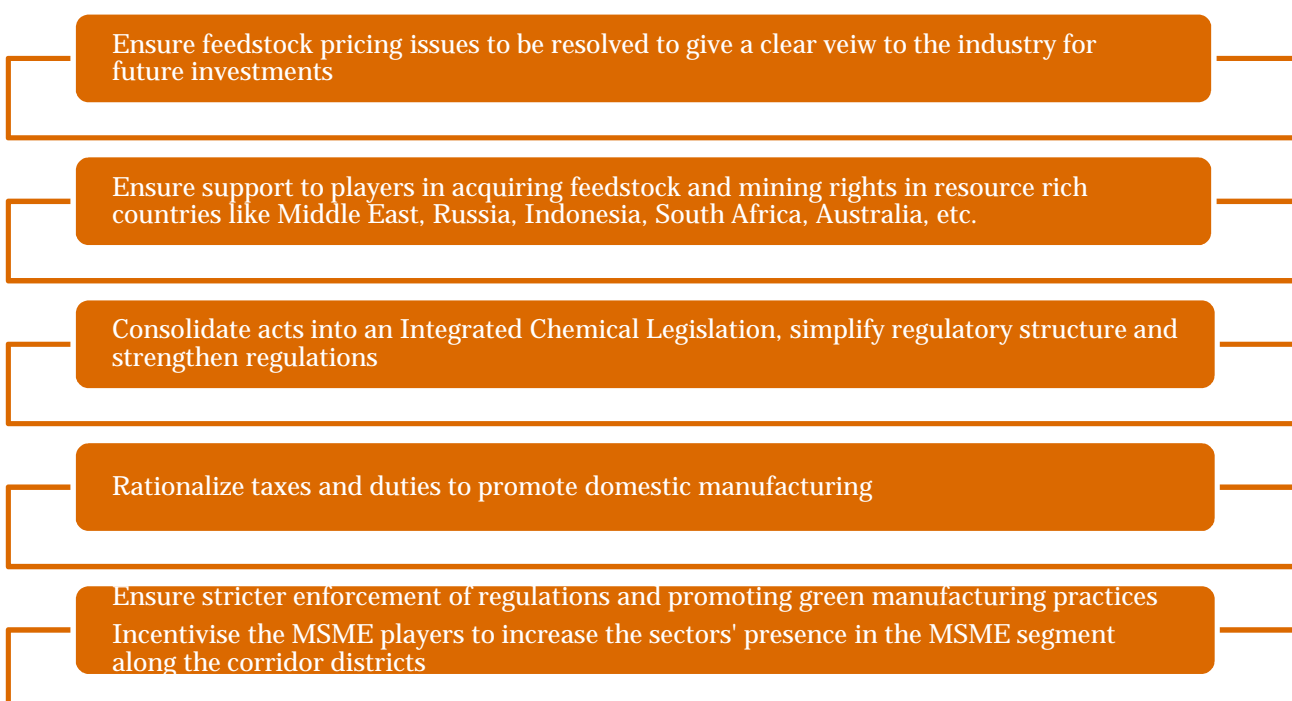 Ensure feedstock pricing issues to be resolved to give a clear veiw to the industry for
future investments
Ensure support to players in acquiring feedstock and mining rights in resource rich
countries like Middle East, Russia, Indonesia, South Africa, Australia, etc.
Consolidate acts into an Integrated Chemical Legislation, simplify regulatory structure and
strengthen regulations
Rationalize taxes and duties to promote domestic manufacturing
Ensure stricter enforcement of regulations and promoting green manufacturing practices
Incentivise the MSME players to increase the sectors' presence in the MSME segment
along the corridor districts